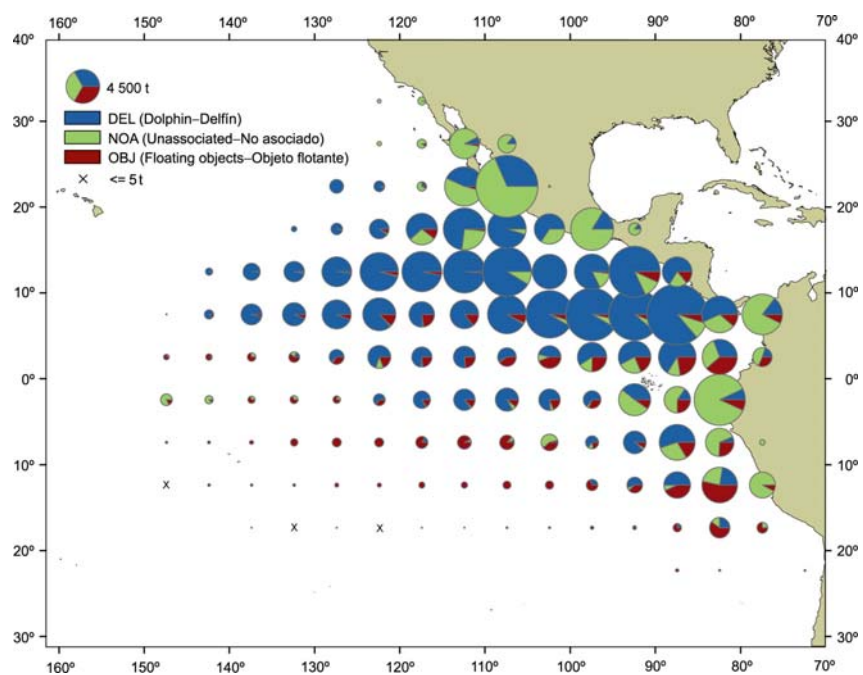 160º 150º 140º 130º 120º 110º 100º 90º 80º 70º
40º 40º
4 500 t
DEL (Dolphin–Delfín)
30º 30º
NOA (Unassociated–No asociado)
OBJ (Floating objects–Objeto flotante)
X <= 5 t
20º 20º
10º 10º
0º 0º
10º 10º
X
X X
20º 20º
30º 30º
160º 150º 140º 130º 120º 110º 100º 90º 80º 70º